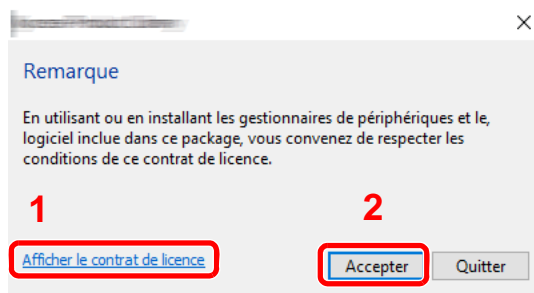 Remarque
En utilisant ou en installant les gestionnaires de périphériques et le,
logiciel inclue dans ce package, vous convenez de respecter les
conditions de ce contrat de licence.
1
2
Afficher le contrat de licence
Accepter
Quitter